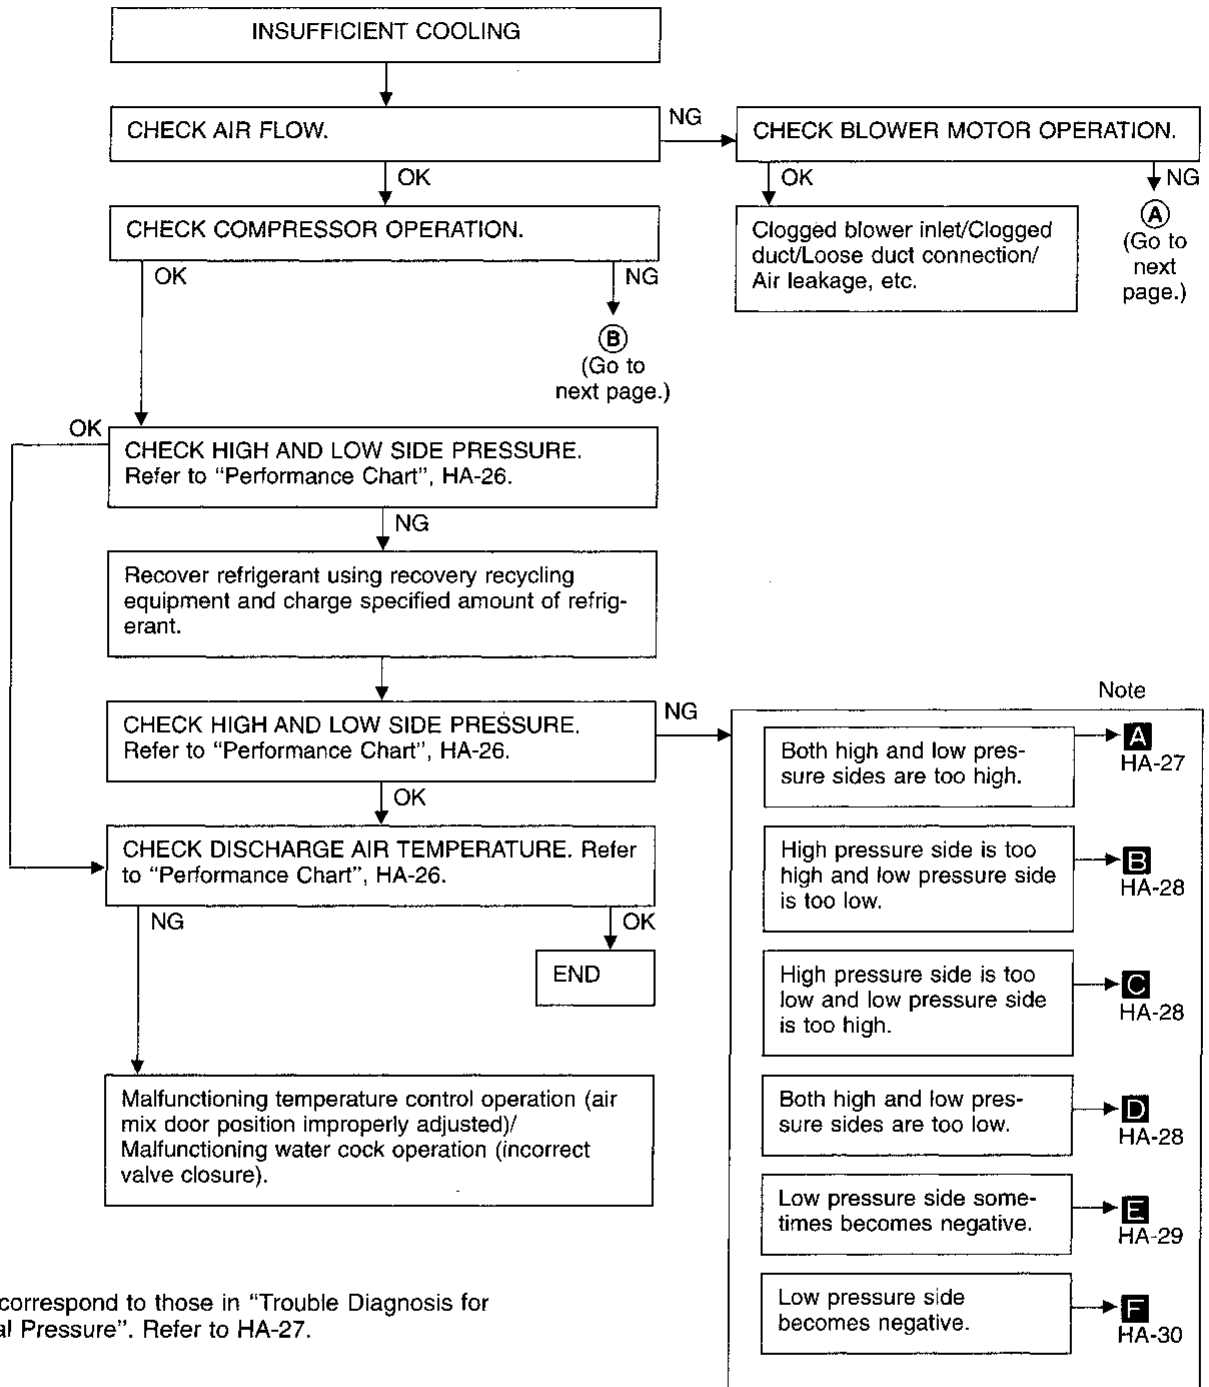 INSUFFICIENT COOLING
CHECK AIR FLOW.
NG
CHECK BLOWER MOTOR OPERATION.
OK
OK
NG
CHECK COMPRESSOR OPERATION.
Clogged blower inlet/Clogged
duct/Loose duct connection/
Air leakage, etc.
A
(Go to
next
page.)
OK
NG
B
(Go to
next page.)
OK
CHECK HIGH AND LOW SIDE PRESSURE.
Refer to “Performance Chart”, HA-26.
NG
Recover refrigerant using recovery recycling
equipment and charge specified amount of refrig-
erant.
CHECK HIGH AND LOW SIDE PRESSURE.
Refer to “Performance Chart”, HA-26.
NG
OK
CHECK DISCHARGE AIR TEMPERATURE. Refer
to “Performance Chart”, HA-26.
NG
OK
END
Malfunctioning temperature control operation (air
mix door position improperly adjusted)/
Malfunctioning water cock operation (incorrect
valve closure).
Note
Both high and low pres-
sure sides are too high.
A
HA-27
High pressure side is too
high and low pressure side
is too low.
B
HA-28
High pressure side is too
low and low pressure side
is too high.
C
HA-28
Both high and low pres-
sure sides are too low.
D
HA-28
Low pressure side some-
times becomes negative.
E
HA-29
Low pressure side
becomes negative.
F
HA-30
correspond to those in “Trouble Diagnosis for
al Pressure”. Refer to HA-27.